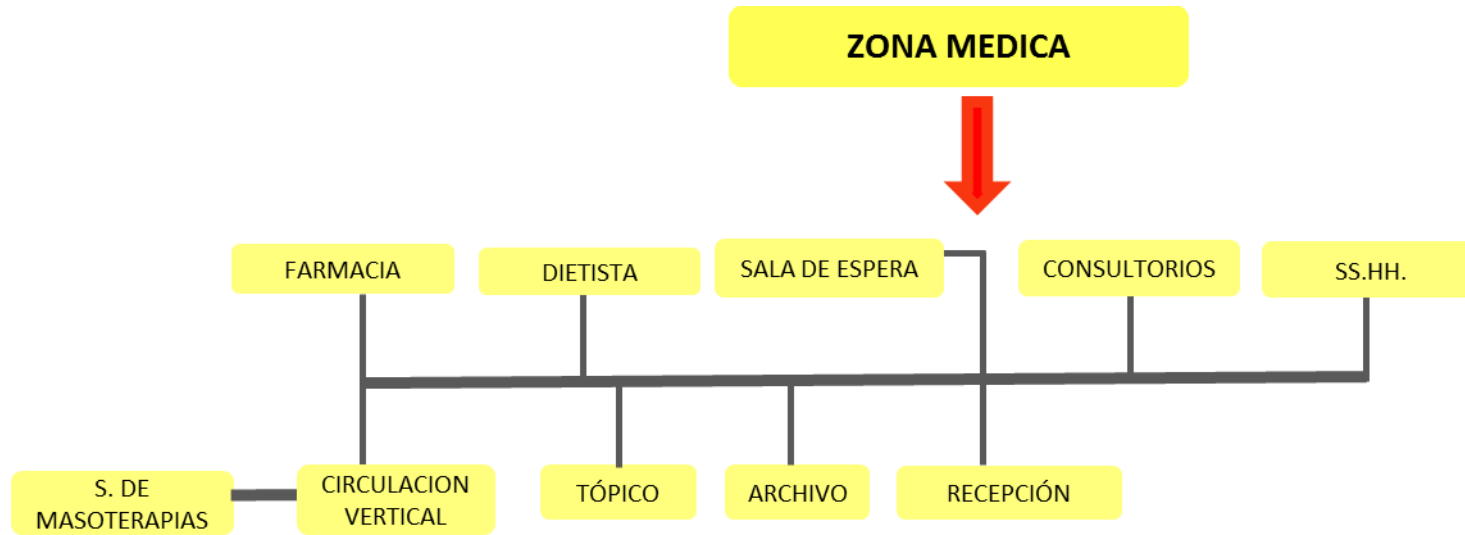 ZONA MEDICA
FARMACIA
DIETISTA
SALA DE ESPERA
CONSULTORIOS
SS.HH.
S. DE
MASOTERAPIAS
CIRCULACION
VERTICAL
TÓPICO
ARCHIVO
RECEPCIÓN